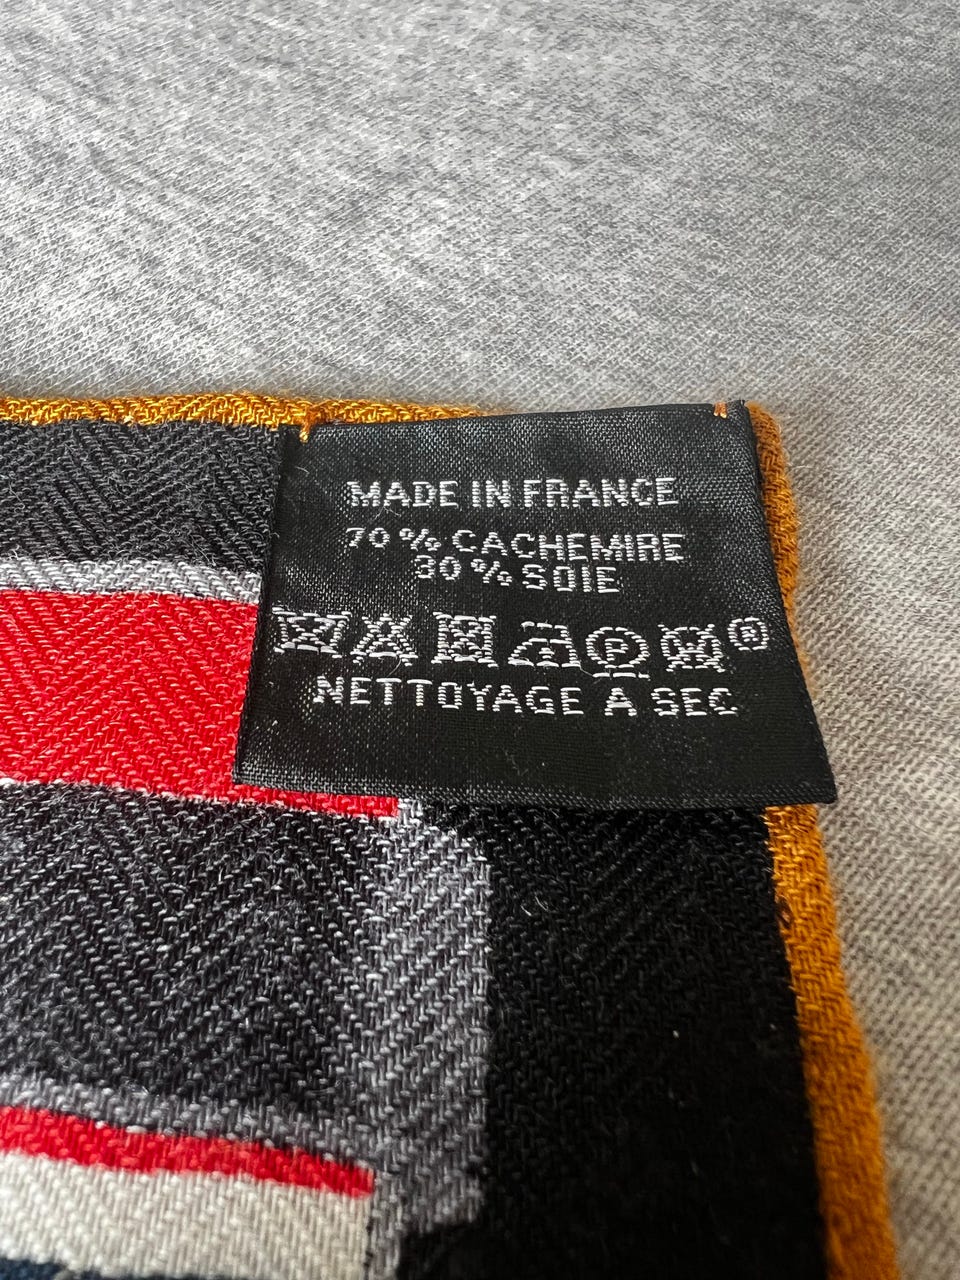 MADE IN FRANCE
70 % CACHEMIRE
30 % SOIE
P ®
NETTOYAGE A SEC